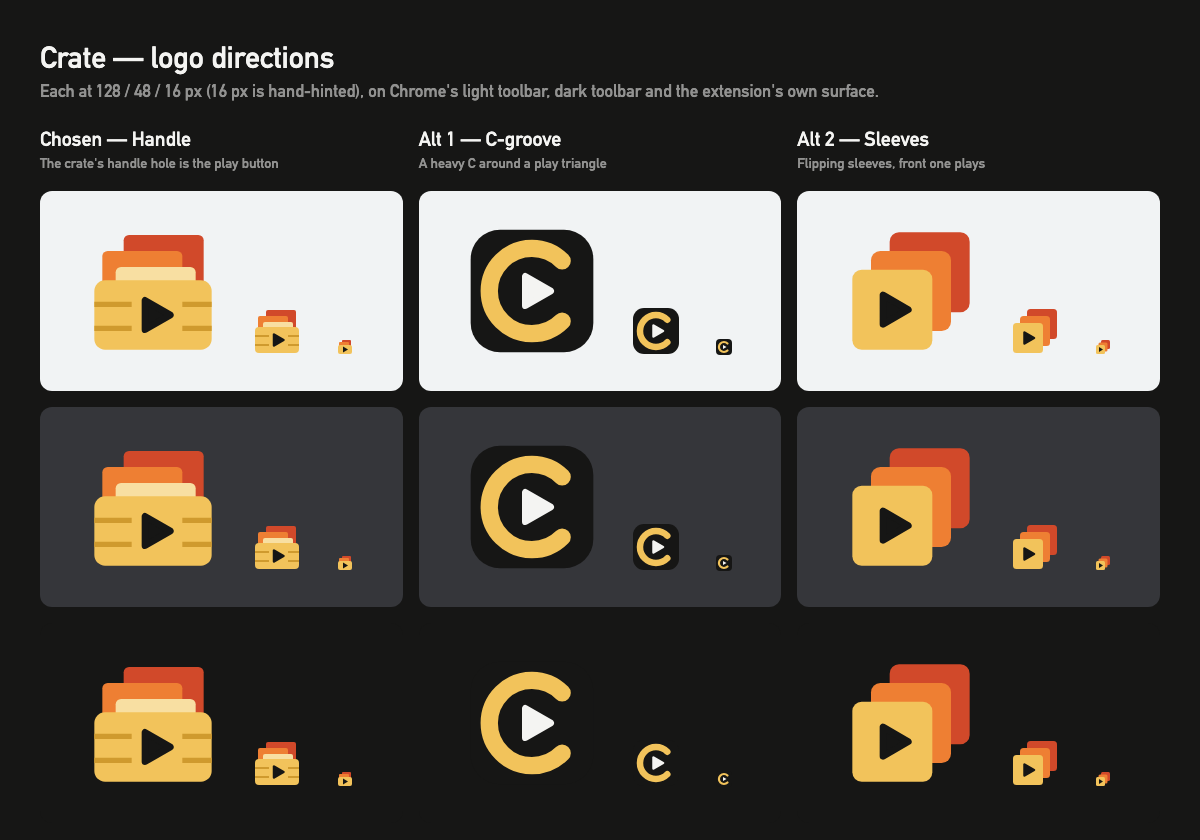 Crate — logo directions
Each at 128 / 48 / 16 px (16 px is hand-hinted), on Chrome's light toolbar, dark toolbar and the extension's own surface.
Chosen — Handle
The crate's handle hole is the play button
Alt 1 — C-groove
A heavy C around a play triangle
Alt 2 — Sleeves
Flipping sleeves, front one plays